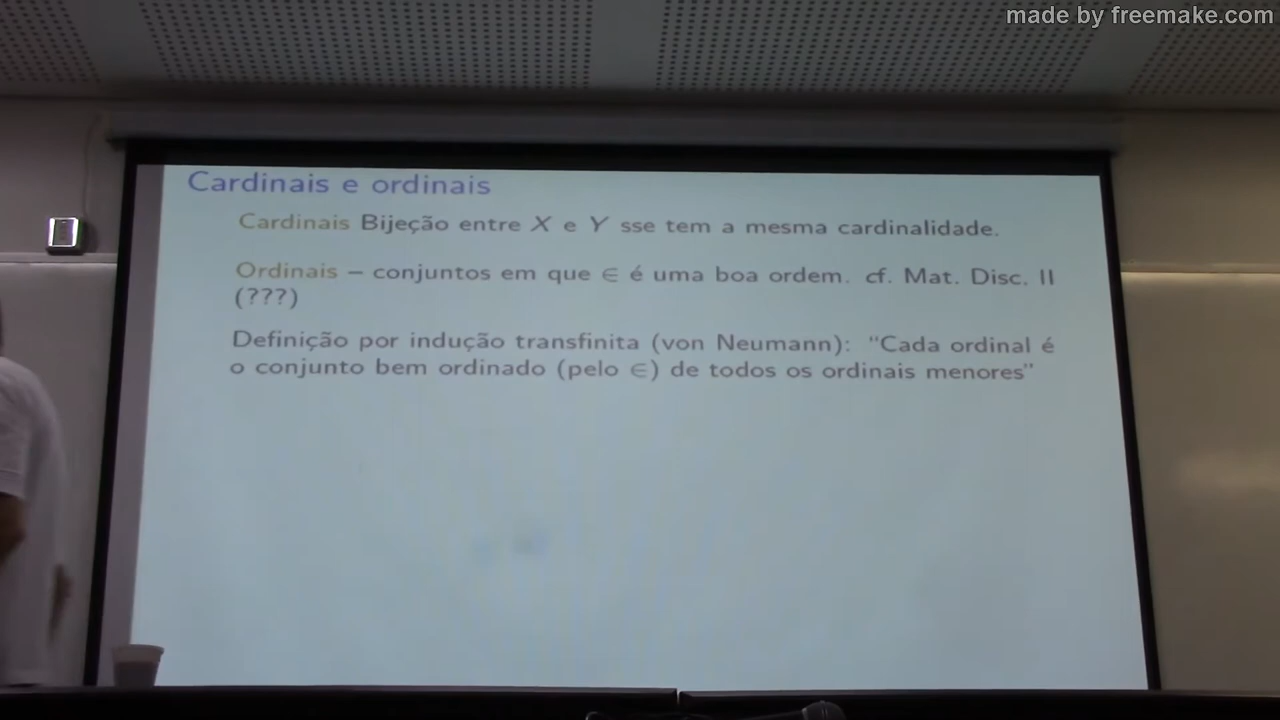 made by freemake.com
Cardinais e ordinais
Cardinais Bijeção entre X e Y sse tem a mesma cardinalidade.
Ordinais – conjuntos em que ∈ é uma boa ordem. cf. Mat. Disc. II
(???)
Definição por indução transfinita (von Neumann): “Cada ordinal é
o conjunto bem ordinado (pelo ∈) de todos os ordinais menores”